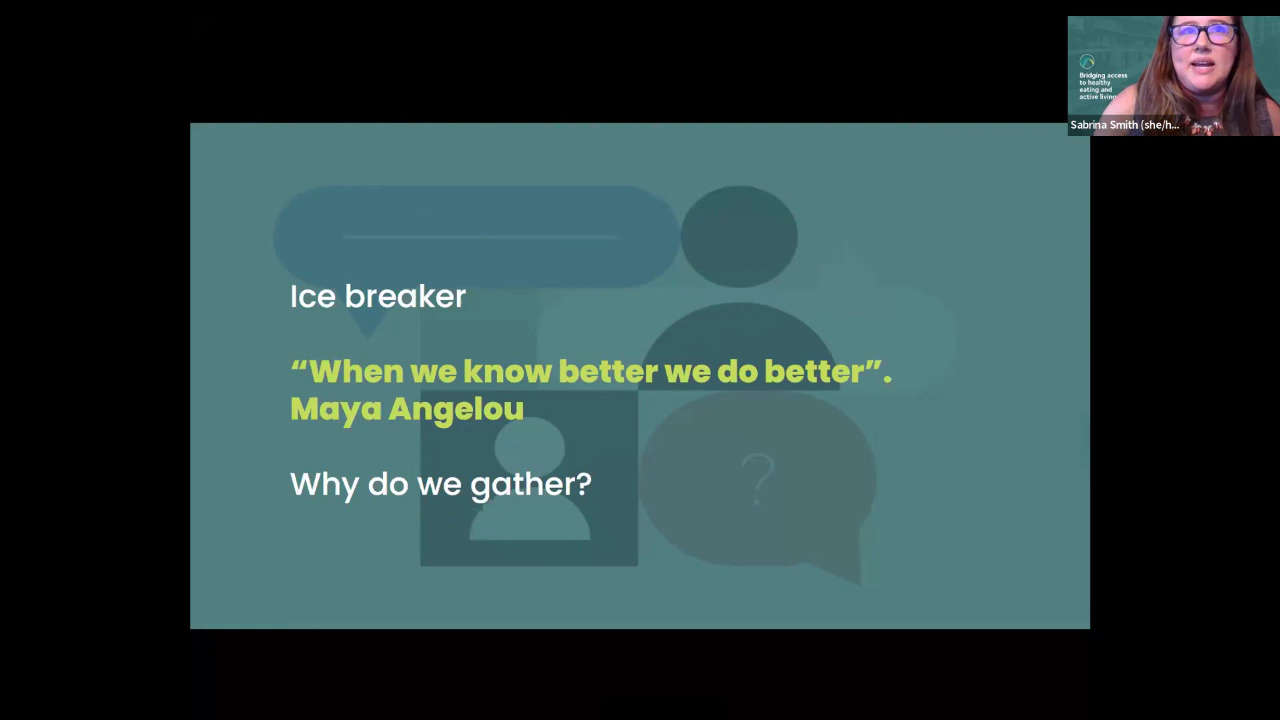 Bridging access
to healthy
eating and
active living
Sabrina Smith (she/h...
Ice breaker
“When we know better we do better”.
Maya Angelou
Why do we gather?
?